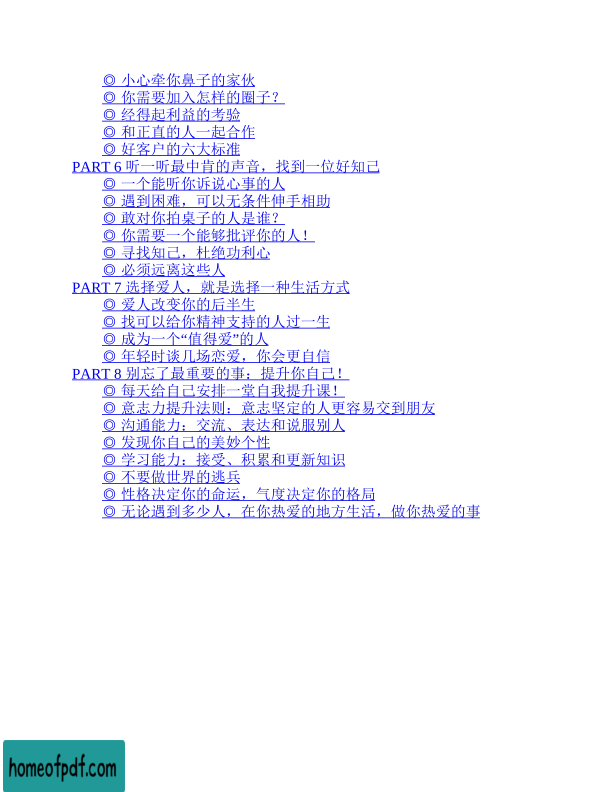 ◎ 小心牵你鼻子的家伙
◎ 你需要加入怎样的圈子？
◎ 经得起利益的考验
◎ 和正直的人一起合作
◎ 好客户的六大标准
PART 6 听一听最中肯的声音，找到一位好知己
◎ 一个能听你诉说心事的人
◎ 遇到困难，可以无条件伸手相助
◎ 敢对你拍桌子的人是谁？
◎ 你需要一个能够批评你的人！
◎ 寻找知己，杜绝功利心
◎ 必须远离这些人
PART 7 选择爱人，就是选择一种生活方式
◎ 爱人改变你的后半生
◎ 找可以给你精神支持的人过一生
◎ 成为一个“值得爱”的人
◎ 年轻时谈几场恋爱，你会更自信
PART 8 别忘了最重要的事：提升你自己！
◎ 每天给自己安排一堂自我提升课！
◎ 意志力提升法则：意志坚定的人更容易交到朋友
◎ 沟通能力：交流、表达和说服别人
◎ 发现你自己的美妙个性
◎ 学习能力：接受、积累和更新知识
◎ 不要做世界的逃兵
◎ 性格决定你的命运，气度决定你的格局
◎ 无论遇到多少人，在你热爱的地方生活，做你热爱的事
homeofpdf.com